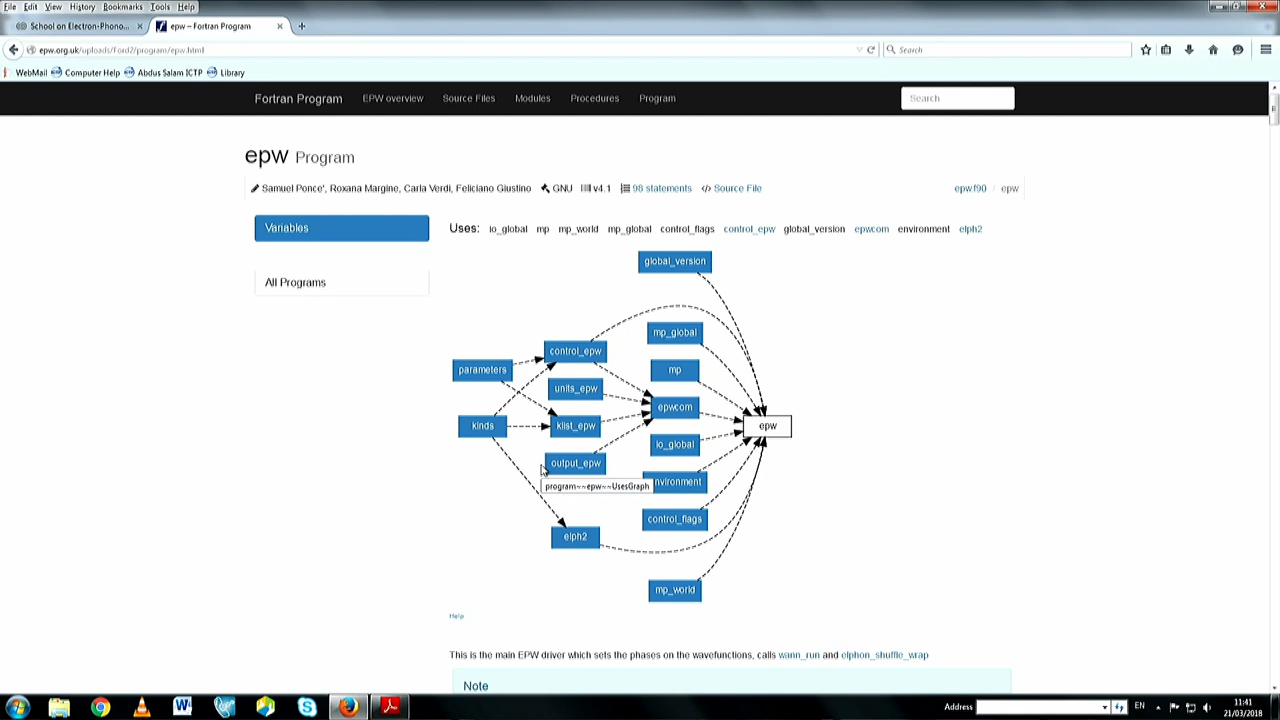 File Edit View History Bookmarks Tools Help
School on Electron-Phono... × epw – Fortran Program × +
epw.org.uk/uploads/Ford2/program/epw.html Search
WebMail Computer Help Abdus Salam ICTP Library
Fortran Program EPW overview Source Files Modules Procedures Program Search
epw Program
Samuel Ponce', Roxana Margine, Carla Verdi, Feliciano Giustino GNU v4.1 98 statements </> Source File epw.f90 / epw
Variables
All Programs
Uses: io_global mp mp_world mp_global control_flags control_epw global_version epwcom environment elph2
global_version
mp_global
control_epw
parameters
mp
units_epw
epwcom
kinds
klist_epw
epw
io_global
output_epw
nvironment
program~~epw~~UsesGraph
control_flags
elph2
mp_world
Help
This is the main EPW driver which sets the phases on the wavefunctions, calls wann_run and elphon_shuffle_wrap
Note
Address EN 11:41
21/03/2018